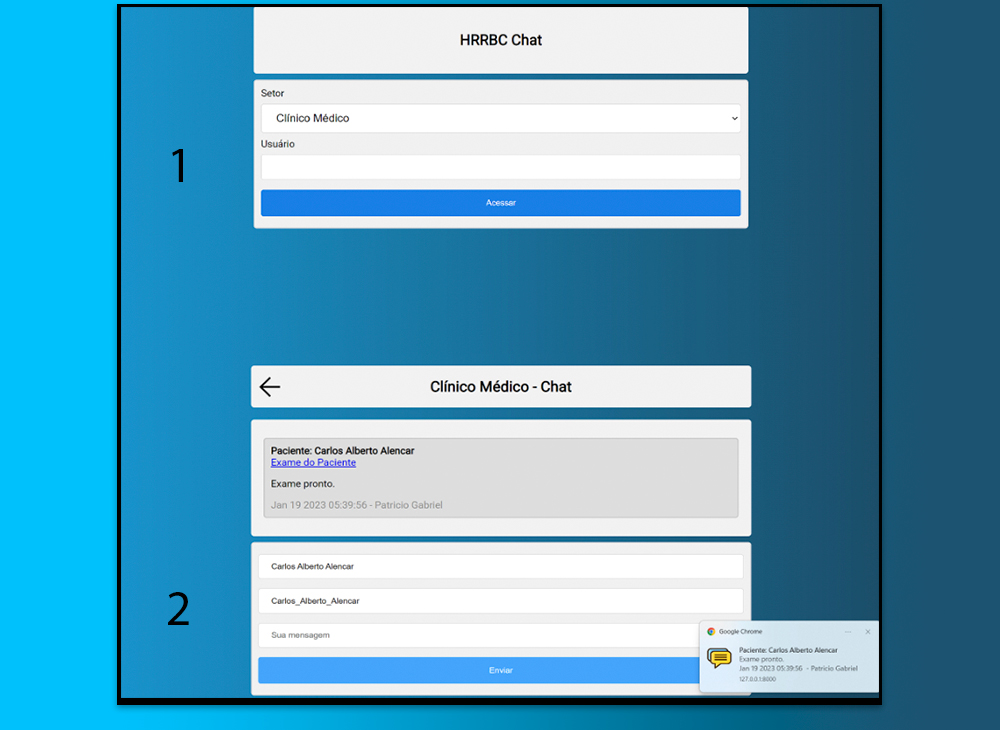 HRRBC Chat
Setor
Clínico Médico
Usuário
1
Acessar
Clínico Médico - Chat
Paciente: Carlos Alberto Alencar
Exame do Paciente
Exame pronto.
Jan 19 2023 05:39:56 - Patricio Gabriel
Carlos Alberto Alencar
Carlos_Alberto_Alencar
2
Sua mensagem
Enviar
Google Chrome
Paciente: Carlos Alberto Alencar
Exame pronto.
Jan 19 2023 05:39:56 - Patricio Gabriel
127.0.0.1:8000